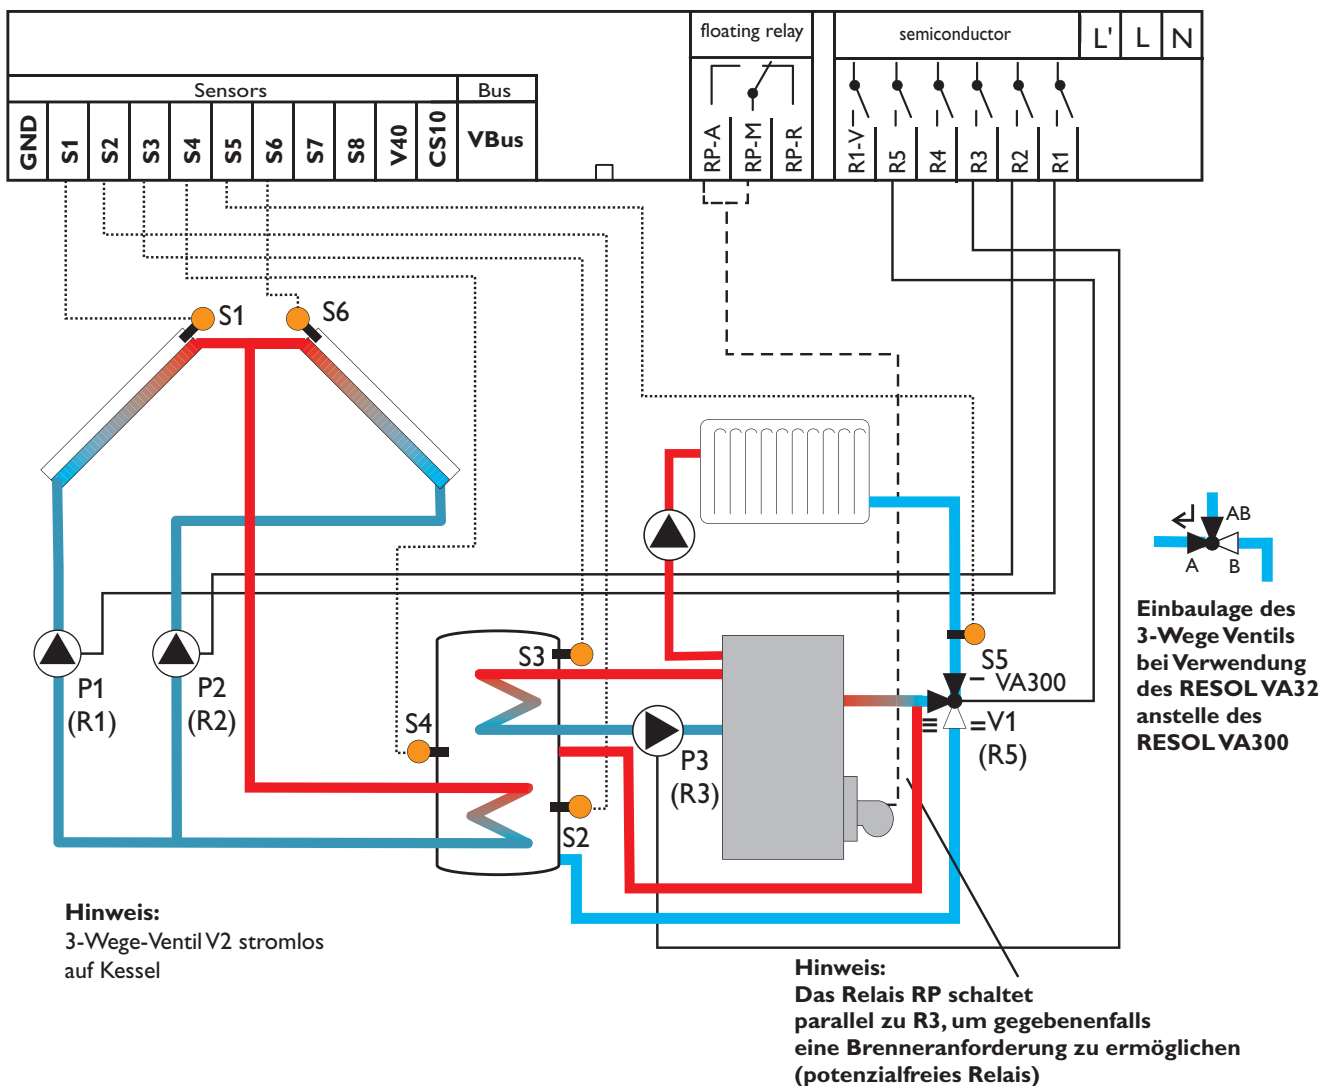 floating relay
semiconductor
L'
L
N
Sensors
Bus
GND
S1
S2
S3
S4
S5
S6
S7
S8
V40
CS10
VBus
RP-A
RP-M
RP-R
R1-V
R5
R4
R3
R2
R1
S1
S6
AB
A
B
Einbaulage des
3-Wege Ventils
bei Verwendung
des RESOL VA32
anstelle des
RESOL VA300
S3
S5
VA300
P1
(R1)
P2
(R2)
S4
P3
(R3)
V1
(R5)
S2
Hinweis:
3-Wege-Ventil V2 stromlos
auf Kessel
Hinweis:
Das Relais RP schaltet
parallel zu R3, um gegebenenfalls
eine Brenneranforderung zu ermöglichen
(potenzialfreies Relais)